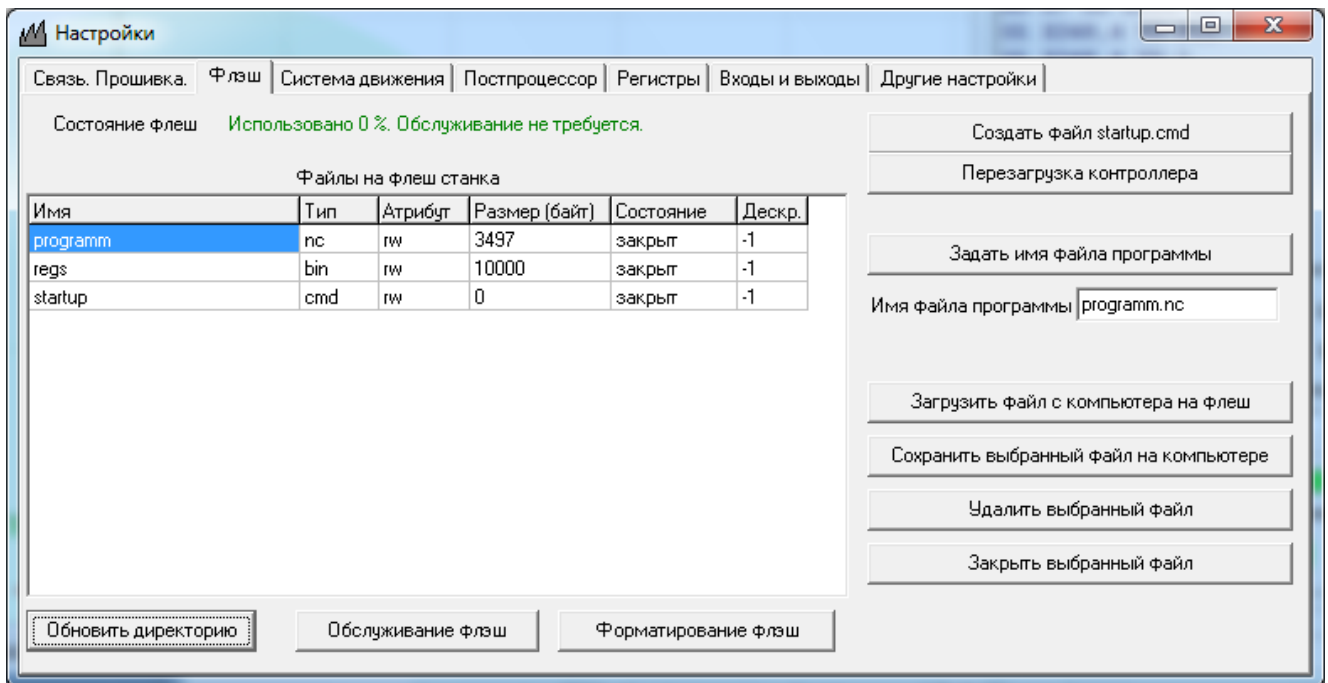 Настройки
Связь. Прошивка. Флэш Система движения Постпроцессор Регистры Входы и выходы Другие настройки
Состояние флеш Использовано 0 %. Обслуживание не требуется.
Создать файл startup.cmd
Перезагрузка контроллера
Файлы на флеш станка
Имя Тип Атрибут Размер (байт) Состояние Дескр.
programm nc rw 3497 закрыт -1
regs bin rw 10000 закрыт -1
startup cmd rw 0 закрыт -1
Задать имя файла программы
Имя файла программы programm.nc
Загрузить файл с компьютера на флеш
Сохранить выбранный файл на компьютере
Удалить выбранный файл
Закрыть выбранный файл
Обновить директорию Обслуживание флэш Форматирование флэш